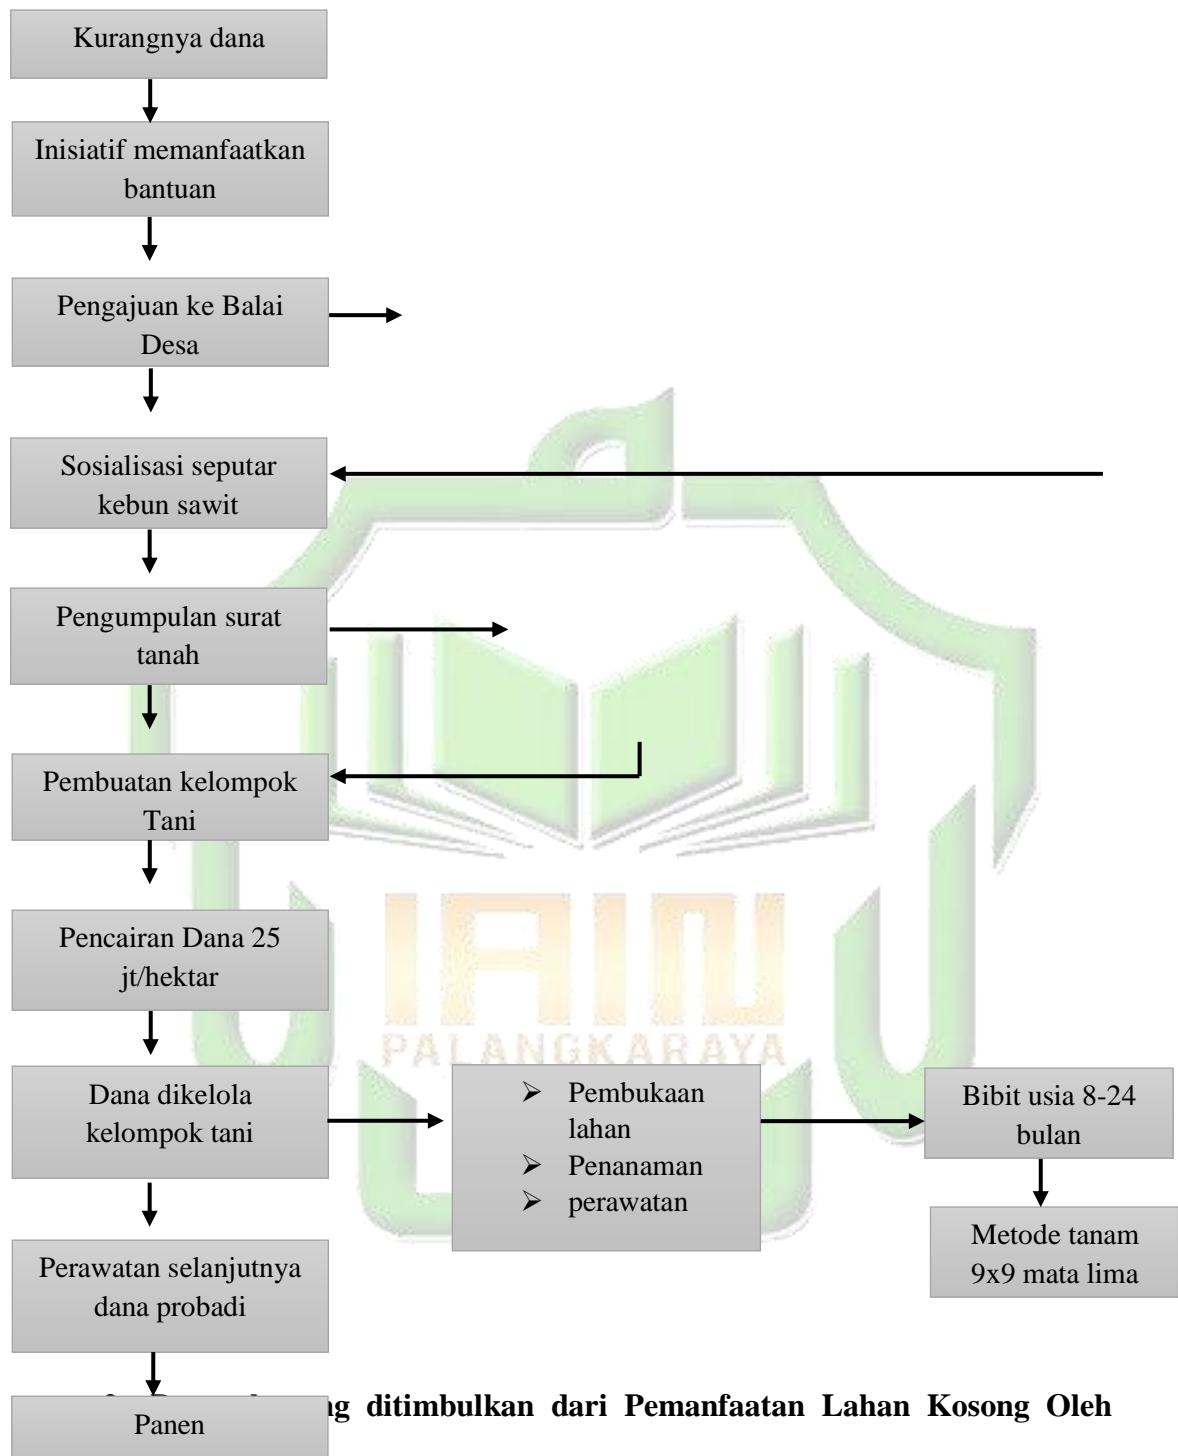 Kurangnya dana
Inisiatif memanfaatkan
bantuan
Pengajuan ke Balai
Desa
Sosialisasi seputar
kebun sawit
Pengumpulan surat
tanah
Pembuatan kelompok
Tani
Pencairan Dana 25
jt/hektar
IAIN
PALANGKARAYA
Dana dikelola
kelompok tani
➢ Pembukaan
lahan
➢ Penanaman
➢ perawatan
Bibit usia 8-24
bulan
Metode tanam
9x9 mata lima
Perawatan selanjutnya
dana probadi
ditimbulkan dari Pemanfaatan Lahan Kosong Oleh
Panen